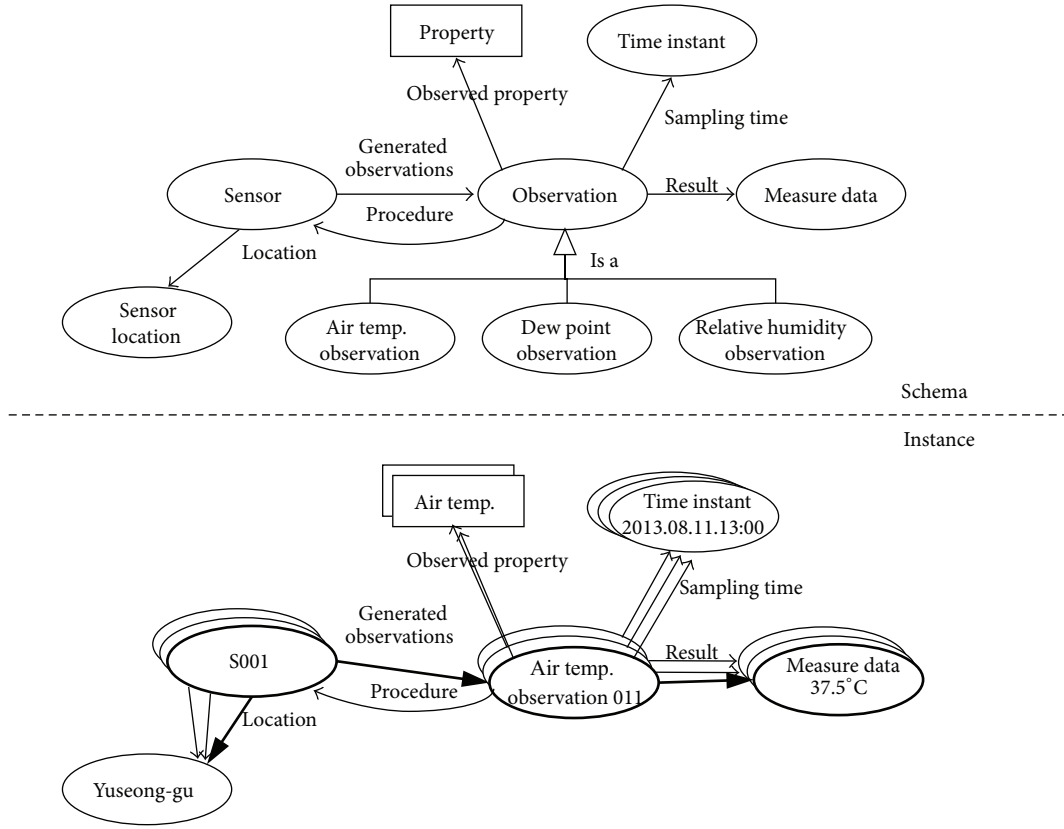 Property
Time instant
Observed property
Sampling time
Generated
observations
Sensor
Observation
Result
Measure data
Procedure
Location
Is a
Sensor
location
Air temp.
observation
Dew point
observation
Relative humidity
observation
Schema
Instance
Air temp.
Time instant
2013.08.11.13:00
Observed property
Sampling time
Generated
observations
S001
Air temp.
observation 011
Result
Measure data
37.5°C
Procedure
Location
Yuseong-gu